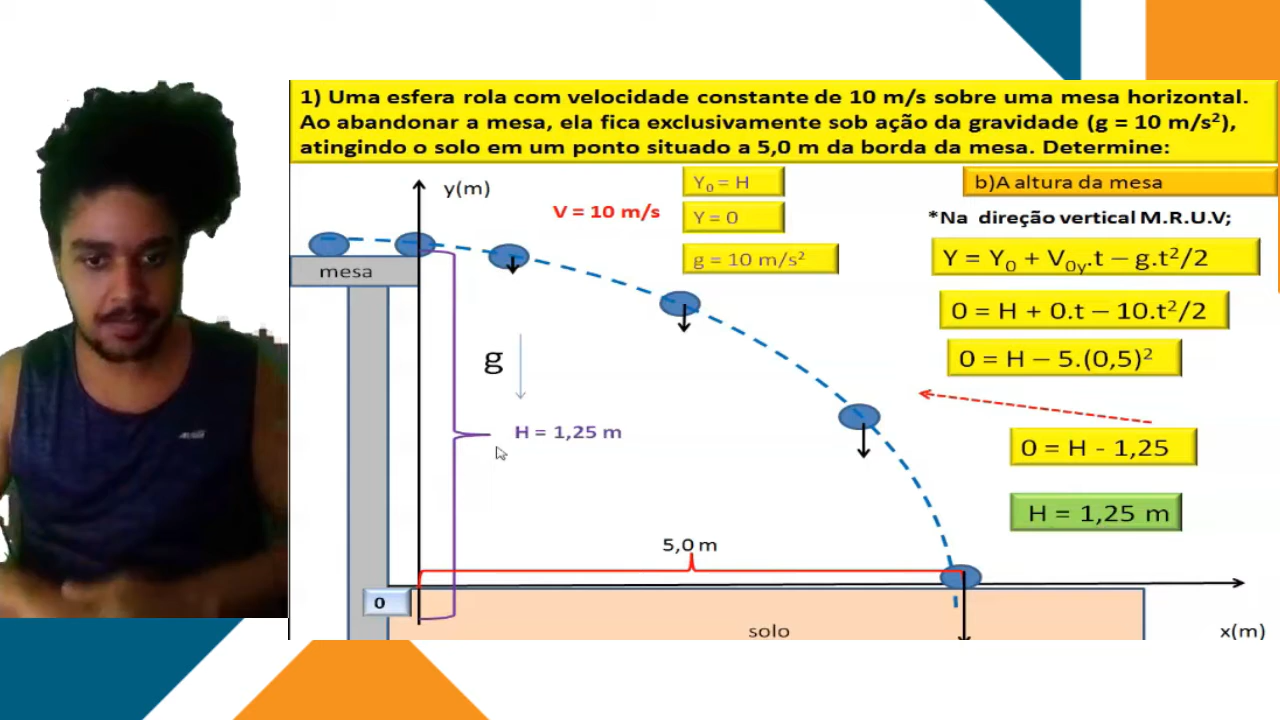 1) Uma esfera rola com velocidade constante de 10 m/s sobre uma mesa horizontal.
Ao abandonar a mesa, ela fica exclusivamente sob ação da gravidade (g = 10 m/s²),
atingindo o solo em um ponto situado a 5,0 m da borda da mesa. Determine:
y(m)
V = 10 m/s
Y₀ = H
Y = 0
g = 10 m/s²
b)A altura da mesa
*Na direção vertical M.R.U.V;
Y = Y₀ + V₀y.t – g.t²/2
0 = H + 0.t – 10.t²/2
0 = H – 5.(0,5)²
0 = H - 1,25
H = 1,25 m
mesa
g
H = 1,25 m
5,0 m
0
solo
x(m)